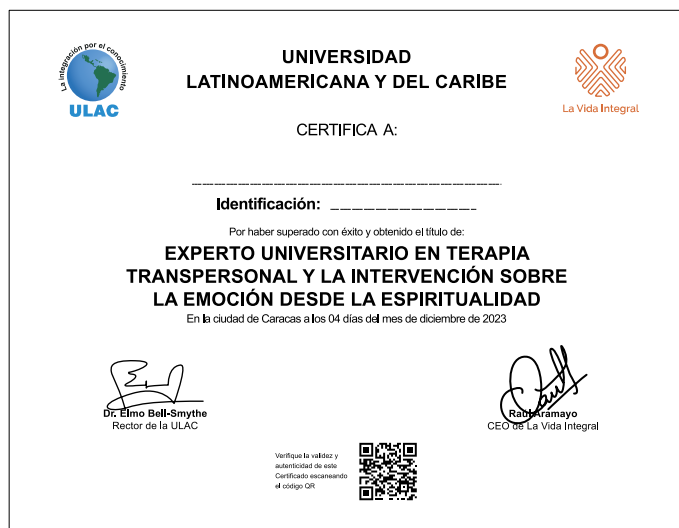 La integración por el conocimiento
ULAC
UNIVERSIDAD
LATINOAMERICANA Y DEL CARIBE
La Vida Integral
CERTIFICA A:
Identificación:
Por haber superado con éxito y obtenido el título de:
EXPERTO UNIVERSITARIO EN TERAPIA
TRANSPERSONAL Y LA INTERVENCIÓN SOBRE
LA EMOCIÓN DESDE LA ESPIRITUALIDAD
En la ciudad de Caracas a los 04 días del mes de diciembre de 2023
Dr. Elmo Bell-Smythe
Rector de la ULAC
Raúl Aramayo
CEO de La Vida Integral
Verifique la validez y
autenticidad de este
Certificado escaneando
el código QR